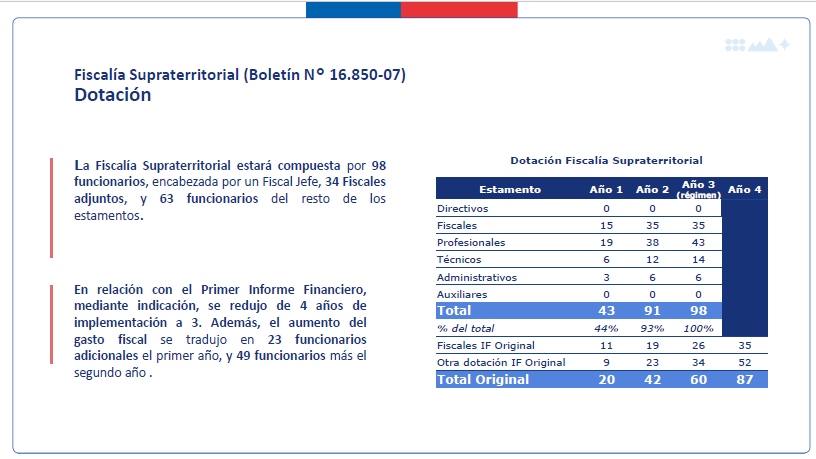 Fiscalía Supraterritorial (Boletín N° 16.850-07)
Dotación
La Fiscalía Supraterritorial estará compuesta por 98
funcionarios, encabezada por un Fiscal Jefe, 34 Fiscales
adjuntos, y 63 funcionarios del resto de los
estamentos.
En relación con el Primer Informe Financiero,
mediante indicación, se redujo de 4 años de
implementación a 3. Además, el aumento del
gasto fiscal se tradujo en 23 funcionarios
adicionales el primer año, y 49 funcionarios más el
segundo año .
Dotación Fiscalía Supraterritorial
Estamento Año 1 Año 2 Año 3 (régimen) Año 4
Directivos 0 0 0
Fiscales 15 35 35
Profesionales 19 38 43
Técnicos 6 12 14
Administrativos 3 6 6
Auxiliares 0 0 0
Total 43 91 98
% del total 44% 93% 100%
Fiscales IF Original 11 19 26 35
Otra dotación IF Original 9 23 34 52
Total Original 20 42 60 87